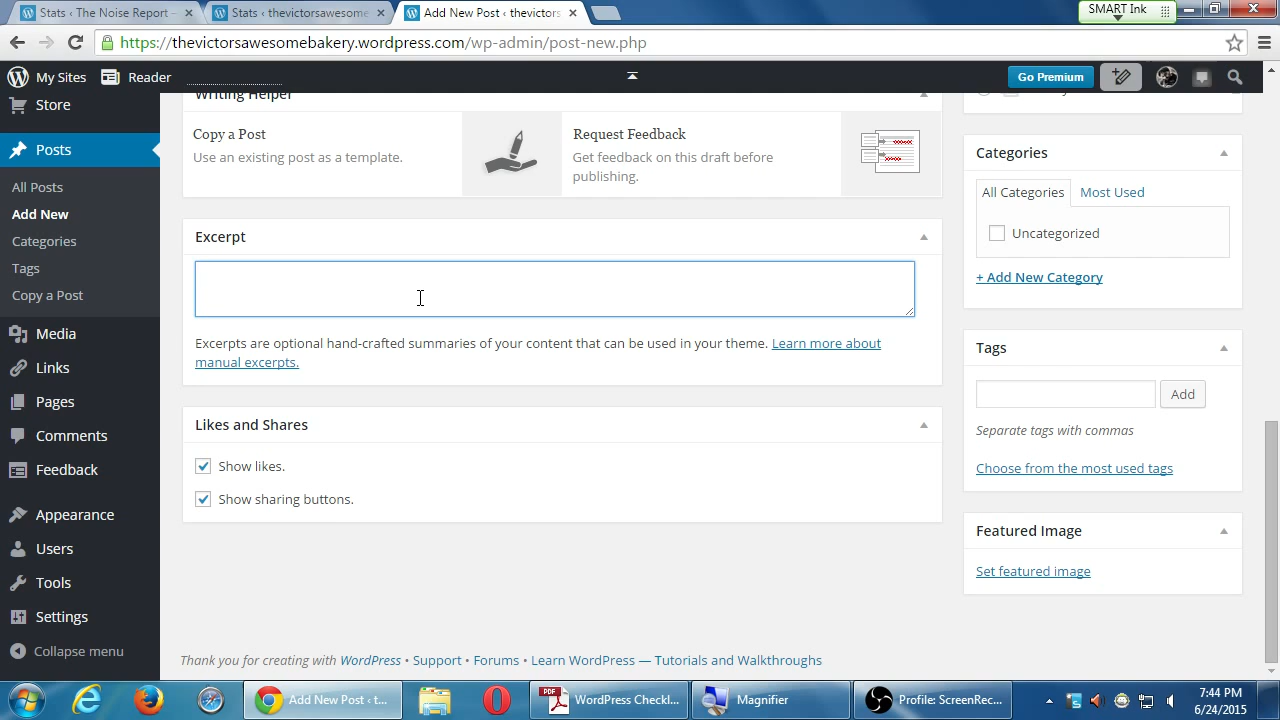 Stats ‹ The Noise Report —
Stats ‹ thevictorsawesome
Add New Post ‹ thevictors
SMART Ink
https://thevictorsawesomebakery.wordpress.com/wp-admin/post-new.php
My Sites
Reader
Go Premium
Store
Posts
All Posts
Add New
Categories
Tags
Copy a Post
Media
Links
Pages
Comments
Feedback
Appearance
Users
Tools
Settings
Collapse menu
Writing Helper
Copy a Post
Use an existing post as a template.
Request Feedback
Get feedback on this draft before
publishing.
Excerpt
Excerpts are optional hand-crafted summaries of your content that can be used in your theme. Learn more about
manual excerpts.
Likes and Shares
Show likes.
Show sharing buttons.
Categories
All Categories
Most Used
Uncategorized
+ Add New Category
Tags
Add
Separate tags with commas
Choose from the most used tags
Featured Image
Set featured image
Thank you for creating with WordPress • Support • Forums • Learn WordPress — Tutorials and Walkthroughs
Add New Post ‹ t...
PDF
WordPress Checkl...
Magnifier
Profile: ScreenRec...
7:44 PM
6/24/2015